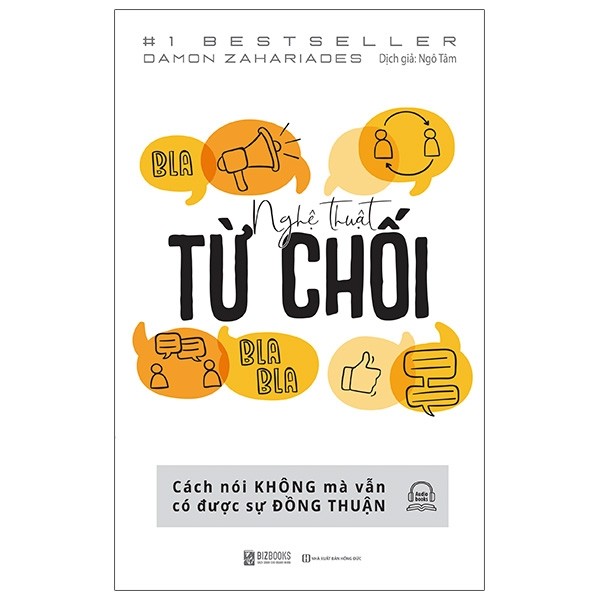 #1 BESTSELLER
DAMON ZAHARIADES Dịch giả: Ngô Tâm
BLA
Nghệ thuật
TỪ CHỐI
BLA
BLA
Cách nói KHÔNG mà vẫn
có được sự ĐỒNG THUẬN
Audio
books
BIZBOOKS
NHÀ XUẤT BẢN HỒNG ĐỨC